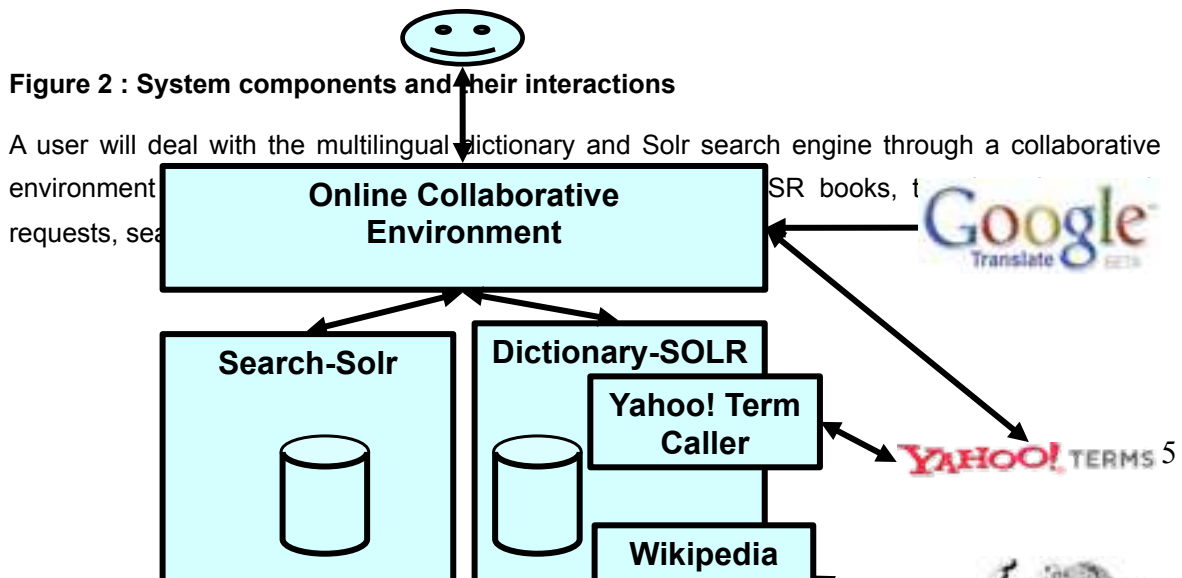 Figure 2 : System components and their interactions
A user will deal with the multilingual dictionary and Solr search engine through a collaborative
environment SR books,
requests,
Online Collaborative
Environment
Google
Translate BETA
Search-Solr
Dictionary-SOLR
Yahoo! Term
Caller
YAHOO! TERMS 5
Wikipedia